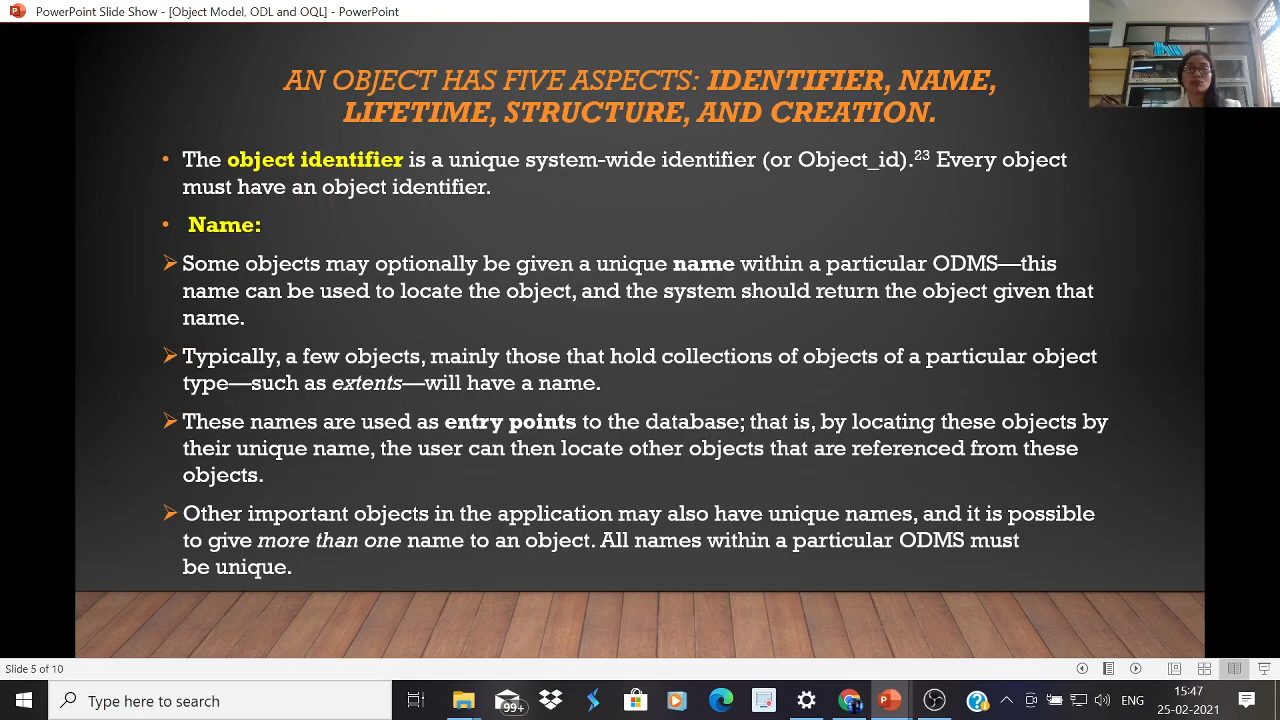 PowerPoint Slide Show - [Object Model, ODL and OQL] - PowerPoint
AN OBJECT HAS FIVE ASPECTS: IDENTIFIER, NAME,
LIFETIME, STRUCTURE, AND CREATION.
• The object identifier is a unique system-wide identifier (or Object_id).23 Every object
must have an object identifier.
• Name:
➢ Some objects may optionally be given a unique name within a particular ODMS—this
name can be used to locate the object, and the system should return the object given that
name.
➢ Typically, a few objects, mainly those that hold collections of objects of a particular object
type—such as extents—will have a name.
➢ These names are used as entry points to the database; that is, by locating these objects by
their unique name, the user can then locate other objects that are referenced from these
objects.
➢ Other important objects in the application may also have unique names, and it is possible
to give more than one name to an object. All names within a particular ODMS must
be unique.
Slide 5 of 10
Type here to search
99+
ENG
15:47
25-02-2021